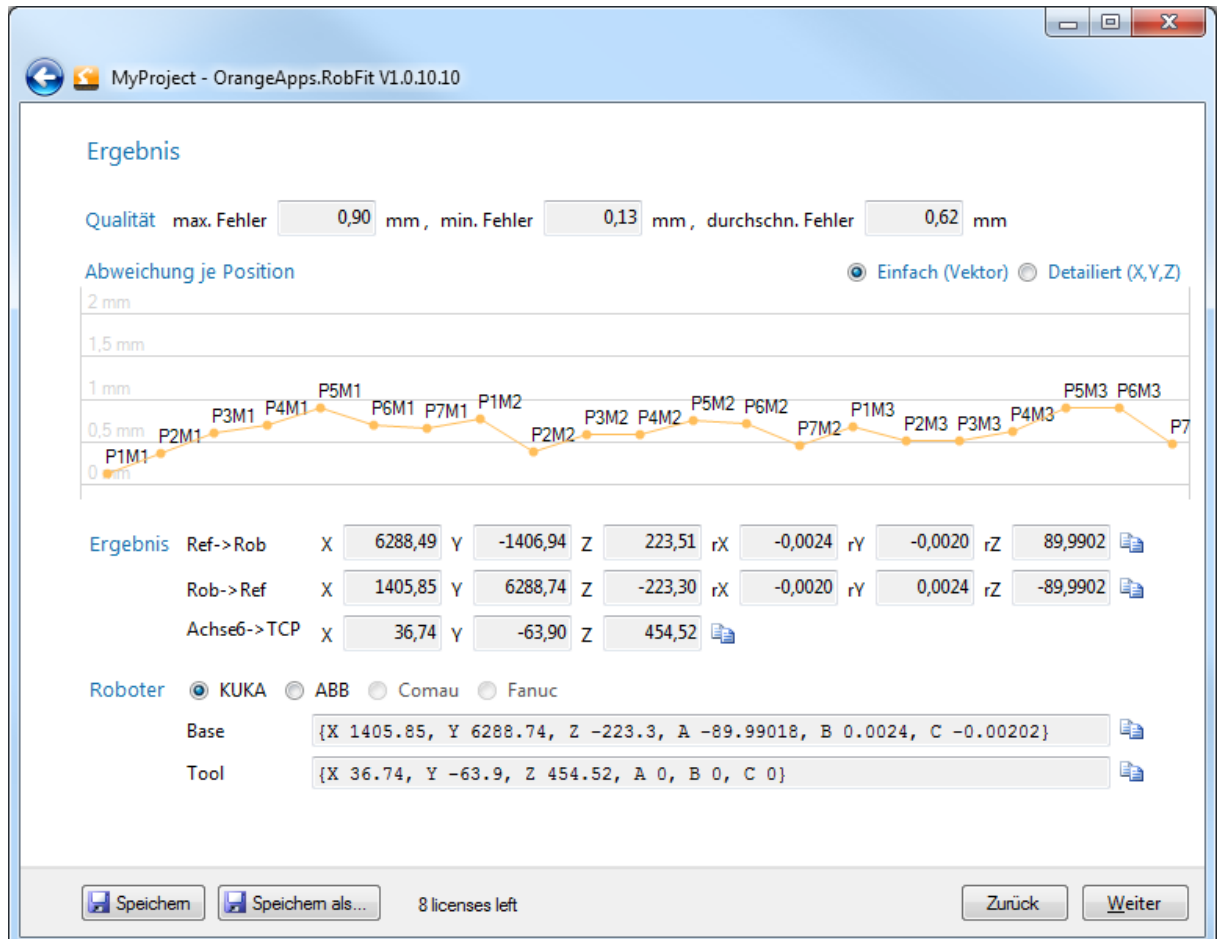 MyProject - OrangeApps.RobFit V1.0.10.10
Ergebnis
Qualität max. Fehler 0,90 mm , min. Fehler 0,13 mm , durchschn. Fehler 0,62 mm
Abweichung je Position Einfach (Vektor) Detailiert (X,Y,Z)
2 mm
1,5 mm
1 mm
0,5 mm
0 mm
P1M1 P2M1 P3M1 P4M1 P5M1 P6M1 P7M1 P1M2 P2M2 P3M2 P4M2 P5M2 P6M2 P7M2 P1M3 P2M3 P3M3 P4M3 P5M3 P6M3 P7
Ergebnis Ref->Rob X 6288,49 Y -1406,94 Z 223,51 rX -0,0024 rY -0,0020 rZ 89,9902
Rob->Ref X 1405,85 Y 6288,74 Z -223,30 rX -0,0020 rY 0,0024 rZ -89,9902
Achse6->TCP X 36,74 Y -63,90 Z 454,52
Roboter KUKA ABB Comau Fanuc
Base {X 1405.85, Y 6288.74, Z -223.3, A -89.99018, B 0.0024, C -0.00202}
Tool {X 36.74, Y -63.9, Z 454.52, A 0, B 0, C 0}
Speichern Speichern als... 8 licenses left Zurück Weiter